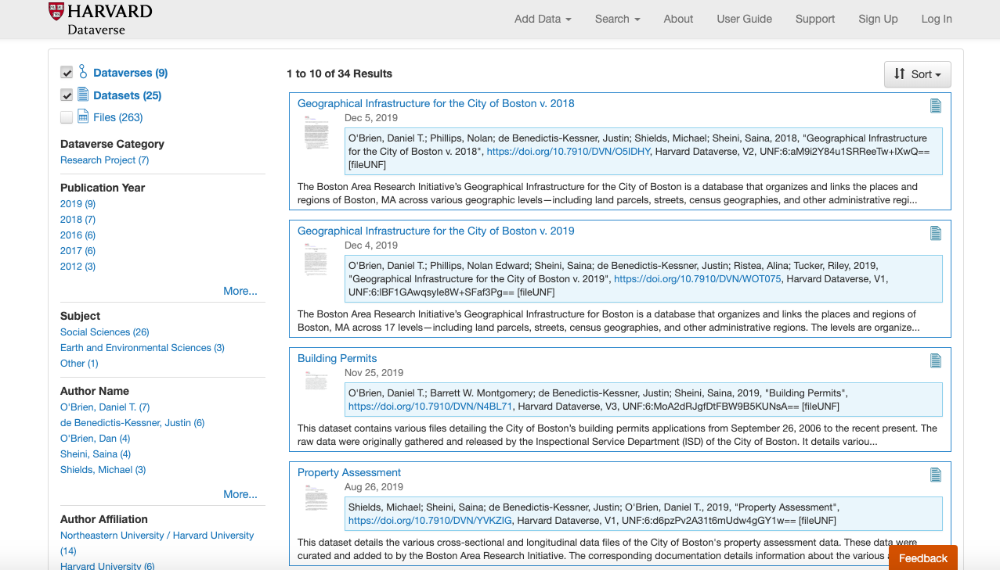 HARVARD
Dataverse
Add Data
Search
About
User Guide
Support
Sign Up
Log In
Dataverses (9)
Datasets (25)
Files (263)
Dataverse Category
Research Project (7)
Publication Year
2019 (9)
2018 (7)
2016 (6)
2017 (6)
2012 (3)
More...
Subject
Social Sciences (26)
Earth and Environmental Sciences (3)
Other (1)
Author Name
O'Brien, Daniel T. (7)
de Benedictis-Kessner, Justin (6)
O'Brien, Dan (4)
Sheini, Saina (4)
Shields, Michael (3)
More...
Author Affiliation
Northeastern University / Harvard University
(14)
Harvard University (6)
1 to 10 of 34 Results
Sort
Geographical Infrastructure for the City of Boston v. 2018
Dec 5, 2019
O'Brien, Daniel T.; Phillips, Nolan; de Benedictis-Kessner, Justin; Shields, Michael; Sheini, Saina, 2018, "Geographical Infrastructure
for the City of Boston v. 2018", https://doi.org/10.7910/DVN/O5IDHY, Harvard Dataverse, V2, UNF:6:aM9i2Y84u1SRReeTw+IXwQ==
[fileUNF]
The Boston Area Research Initiative’s Geographical Infrastructure for the City of Boston is a database that organizes and links the places and
regions of Boston, MA across various geographic levels—including land parcels, streets, census geographies, and other administrative regi...
Geographical Infrastructure for the City of Boston v. 2019
Dec 4, 2019
O'Brien, Daniel T.; Phillips, Nolan Edward; Sheini, Saina; de Benedictis-Kessner, Justin; Ristea, Alina; Tucker, Riley, 2019,
"Geographical Infrastructure for the City of Boston v. 2019", https://doi.org/10.7910/DVN/WOT075, Harvard Dataverse, V1,
UNF:6:lBF1GAwqsyle8W+SFaf3Pg== [fileUNF]
The Boston Area Research Initiative’s Geographical Infrastructure for Boston is a database that organizes and links the places and regions of
Boston, MA across 17 levels—including land parcels, streets, census geographies, and other administrative regions. The levels are organize...
Building Permits
Nov 25, 2019
O'Brien, Daniel T.; Barrett W. Montgomery; de Benedictis-Kessner, Justin; Sheini, Saina, 2019, "Building Permits",
https://doi.org/10.7910/DVN/N4BL71, Harvard Dataverse, V3, UNF:6:MoA2dRJgfDtFBW9B5KUNsA== [fileUNF]
This dataset contains various files detailing the City of Boston’s building permits applications from September 26, 2006 to the recent present. The
raw data were originally gathered and released by the Inspectional Service Department (ISD) of the City of Boston. It details variou...
Property Assessment
Aug 26, 2019
Shields, Michael; Sheini, Saina; de Benedictis-Kessner, Justin; O'Brien, Daniel T., 2019, "Property Assessment",
https://doi.org/10.7910/DVN/YVKZIG, Harvard Dataverse, V1, UNF:6:d6pzPv2A31t6mUdw4gGY1w== [fileUNF]
This dataset details the various cross-sectional and longitudinal data files of the City of Boston's property assessment data. These data were
curated and added to by the Boston Area Research Initiative. The corresponding documentation details information about the various
Feedback